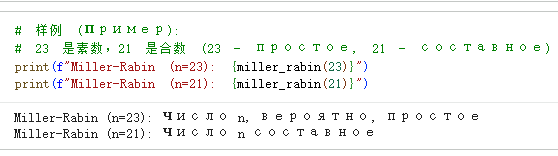 # 样例 (Пример):
# 23 是素数，21 是合数 (23 - простое, 21 - составное)
print(f"Miller-Rabin (n=23): {miller_rabin(23)}")
print(f"Miller-Rabin (n=21): {miller_rabin(21)}")
Miller-Rabin (n=23): Число n, вероятно, простое
Miller-Rabin (n=21): Число n составное